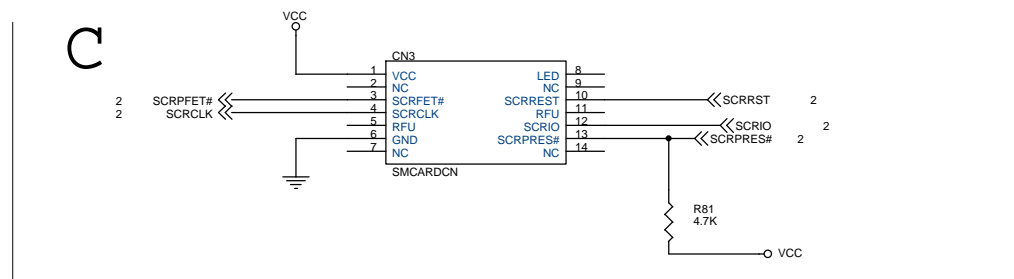 VCC
C
CN3
1 VCC LED 8
2 NC NC 9
2 SCRPFET# 3 SCRFET# SCRREST 10 SCRRST 2
2 SCRCLK 4 SCRCLK RFU 11
5 RFU SCRIO 12 SCRIO 2
6 GND SCRPRES# 13 SCRPRES# 2
7 NC NC 14
SMCARDCN
R81
4.7K
VCC